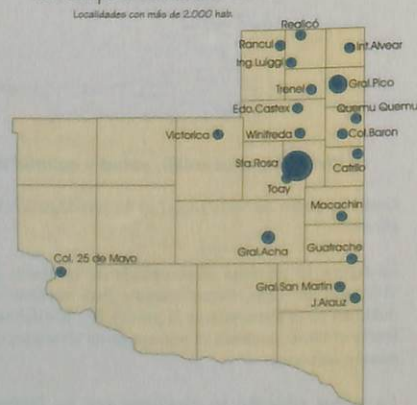 Localidades con más de 2.000 hab.
Realicó
Rancul
Int.Alvear
Ing.Luiggi
Trenel
Gral.Pico
Edo.Castex
Quemu Quemu
Victorica
Winifreda
Col.Baron
Sta.Rosa
Catrilo
Toay
Macachin
Gral.Acha
Guatrache
Col. 25 de Mayo
Gral.San Martin
J.Arauz